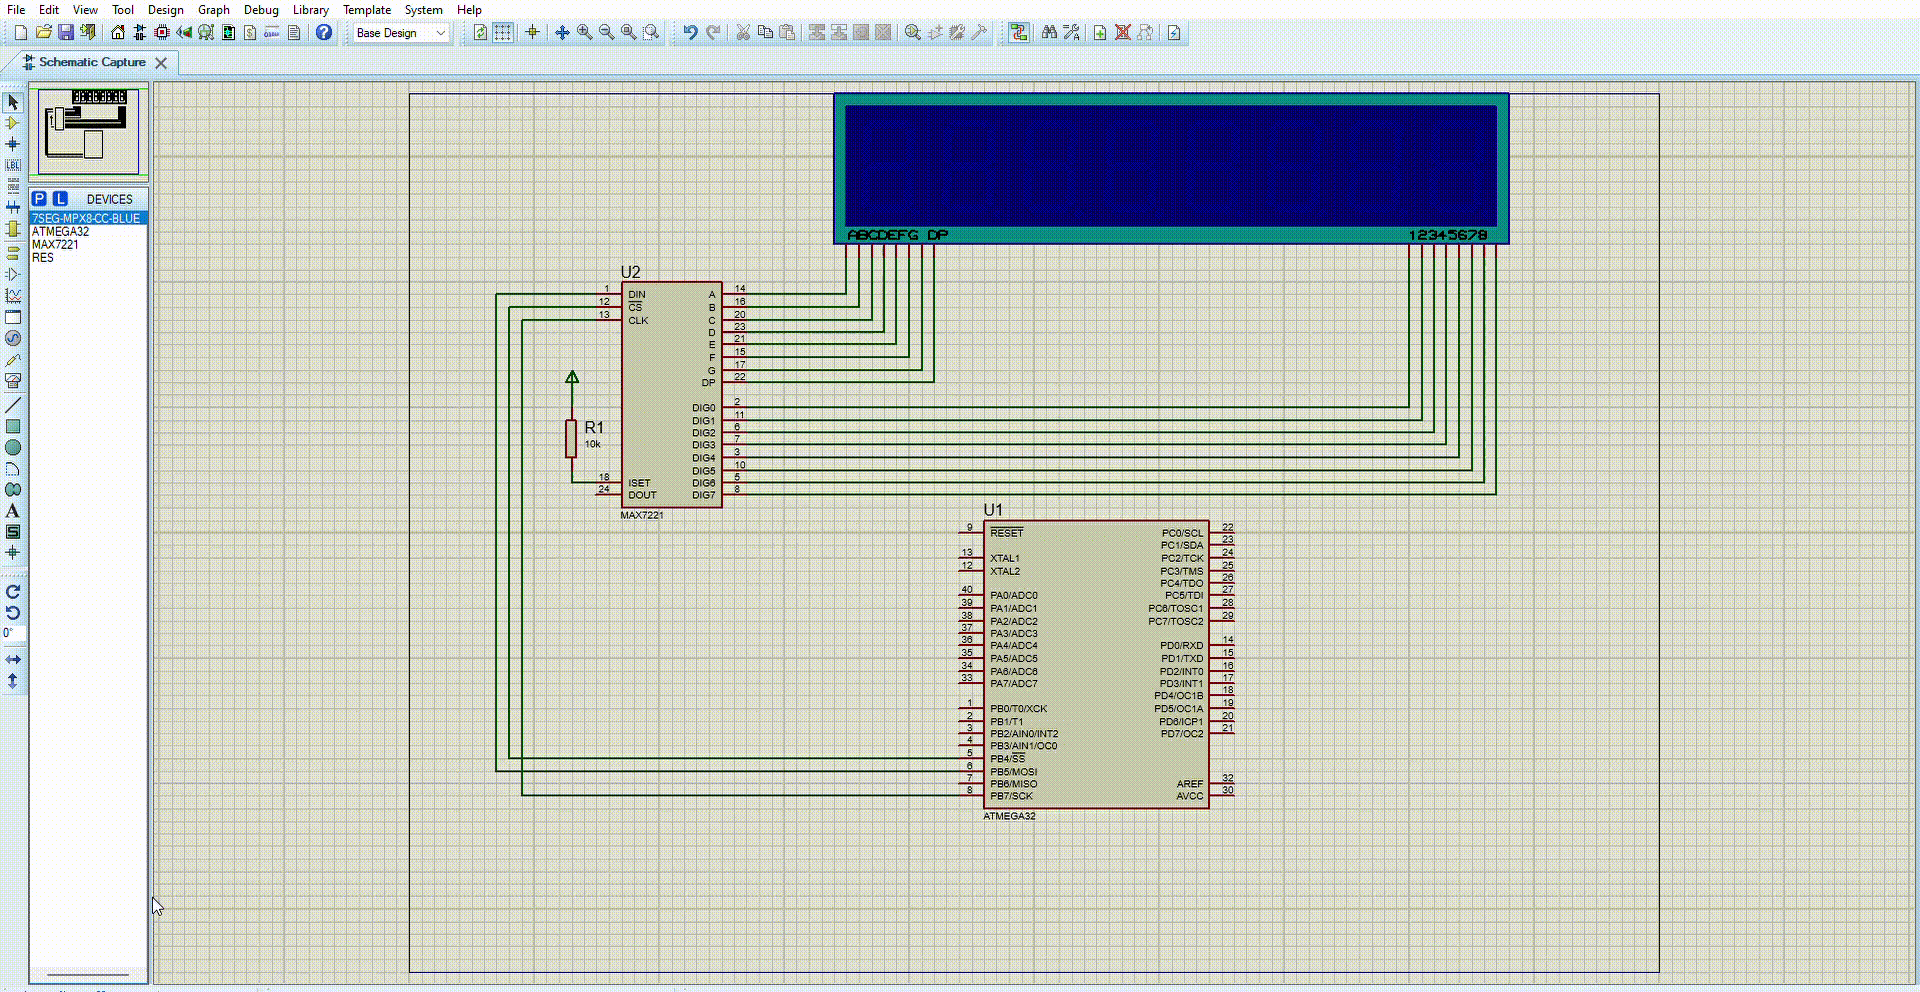 File Edit View Tool Design Graph Debug Library Template System Help
Base Design
Schematic Capture
P L DEVICES
7SEG-MPX8-CC-BLUE
ATMEGA32
MAX7221
RES
LBL
A
S
0°
ABCDEFG DP
12345678
U2
1 DIN
12 CS
13 CLK
18 ISET
24 DOUT
A 14
B 16
C 20
D 23
E 21
F 15
G 17
DP 22
DIG0 2
DIG1 11
DIG2 6
DIG3 7
DIG4 3
DIG5 10
DIG6 5
DIG7 8
MAX7221
R1
10k
U1
9 RESET
13 XTAL1
12 XTAL2
40 PA0/ADC0
39 PA1/ADC1
38 PA2/ADC2
37 PA3/ADC3
36 PA4/ADC4
35 PA5/ADC5
34 PA6/ADC6
33 PA7/ADC7
1 PB0/T0/XCK
2 PB1/T1
3 PB2/AIN0/INT2
4 PB3/AIN1/OC0
5 PB4/SS
6 PB5/MOSI
7 PB6/MISO
8 PB7/SCK
PC0/SCL 22
PC1/SDA 23
PC2/TCK 24
PC3/TMS 25
PC4/TDO 26
PC5/TDI 27
PC6/TOSC1 28
PC7/TOSC2 29
PD0/RXD 14
PD1/TXD 15
PD2/INT0 16
PD3/INT1 17
PD4/OC1B 18
PD5/OC1A 19
PD6/ICP1 20
PD7/OC2 21
AREF 32
AVCC 30
ATMEGA32